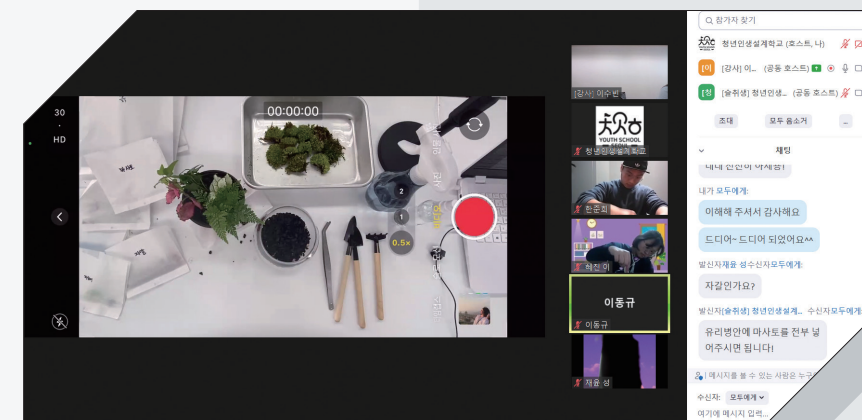 30
HD
00:00:00
2
1
0.5×
[강사] 이수빈
YOUTH SCHOOL
SEOUL
청년인생설계학교
한준희
혜진 이
이동규
이동규
재윤 성
참가자 찾기
청년인생설계학교 (호스트, 나)
[이
[강사] 이... (공동 호스트)
[청
[슬취생] 청년인생... (공동 호스트)
초대
모두 음소거
...
채팅
내가 모두에게:
이해해 주셔서 감사해요
드디어~ 드디어 되었어요^^
발신자재윤 성수신자모두에게:
자갈인가요?
발신자[슬취생] 청년인생설계... 수신자모두에게:
유리병안에 마사토를 전부 넣
어주시면 됩니다!
메시지를 볼 수 있는 사람은
수신자: 모두에게
여기에 메시지 입력...